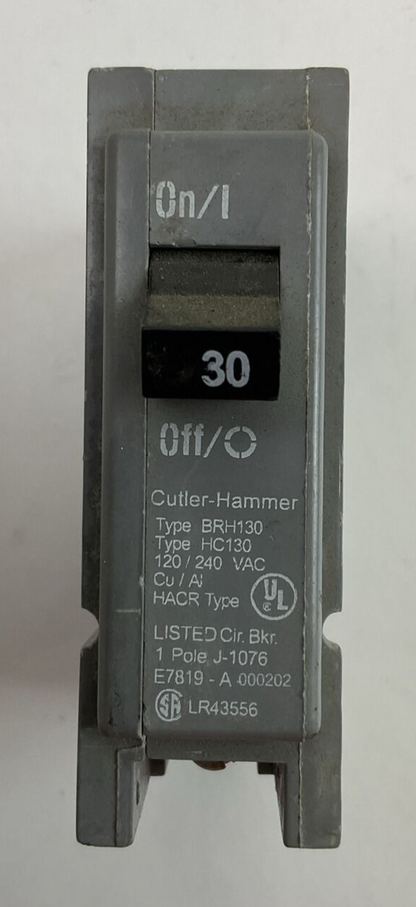 On/I
30
Off/O
Cutler-Hammer
Type BRH130
Type HC130
120 / 240 VAC
Cu / Al
HACR Type UL
LISTED Cir. Bkr.
1 Pole J-1076
E7819 - A 000202
SA LR43556